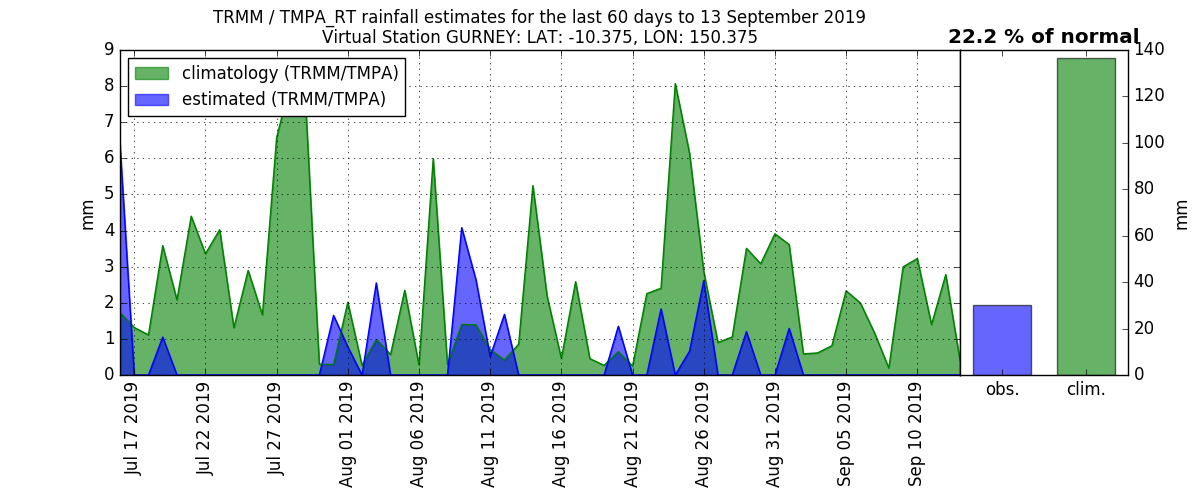 TRMM / TMPA_RT rainfall estimates for the last 60 days to 13 September 2019
Virtual Station GURNEY: LAT: -10.375, LON: 150.375
22.2 % of normal
climatology (TRMM/TMPA)
estimated (TRMM/TMPA)
9
8
7
6
5
4
3
2
1
0
mm
Jul 17 2019
Jul 22 2019
Jul 27 2019
Aug 01 2019
Aug 06 2019
Aug 11 2019
Aug 16 2019
Aug 21 2019
Aug 26 2019
Aug 31 2019
Sep 05 2019
Sep 10 2019
obs.
clim.
140
120
100
80
60
40
20
0
mm